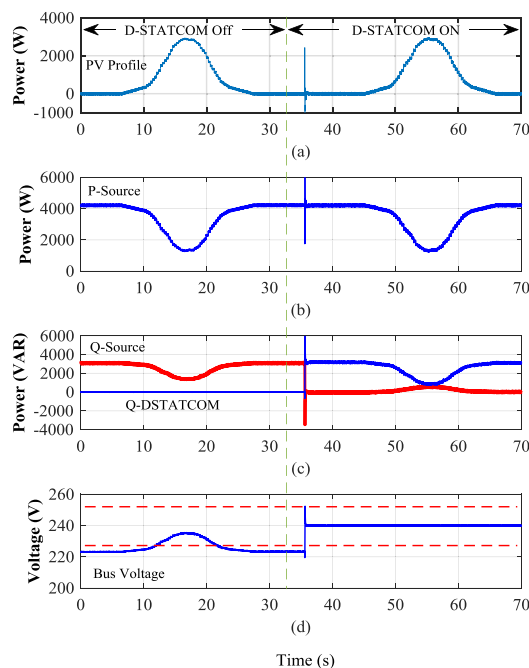 D-STATCOM Off
D-STATCOM ON
Power (W)
4000
2000
0
-1000
PV Profile
0 10 20 30 40 50 60 70
(a)
Power (W)
6000
4000
2000
0
P-Source
0 10 20 30 40 50 60 70
(b)
Power (VAR)
6000
4000
2000
0
-2000
-4000
Q-Source
Q-DSTATCOM
0 10 20 30 40 50 60 70
(c)
Voltage (V)
260
240
220
200
Bus Voltage
0 10 20 30 40 50 60 70
(d)
Time (s)